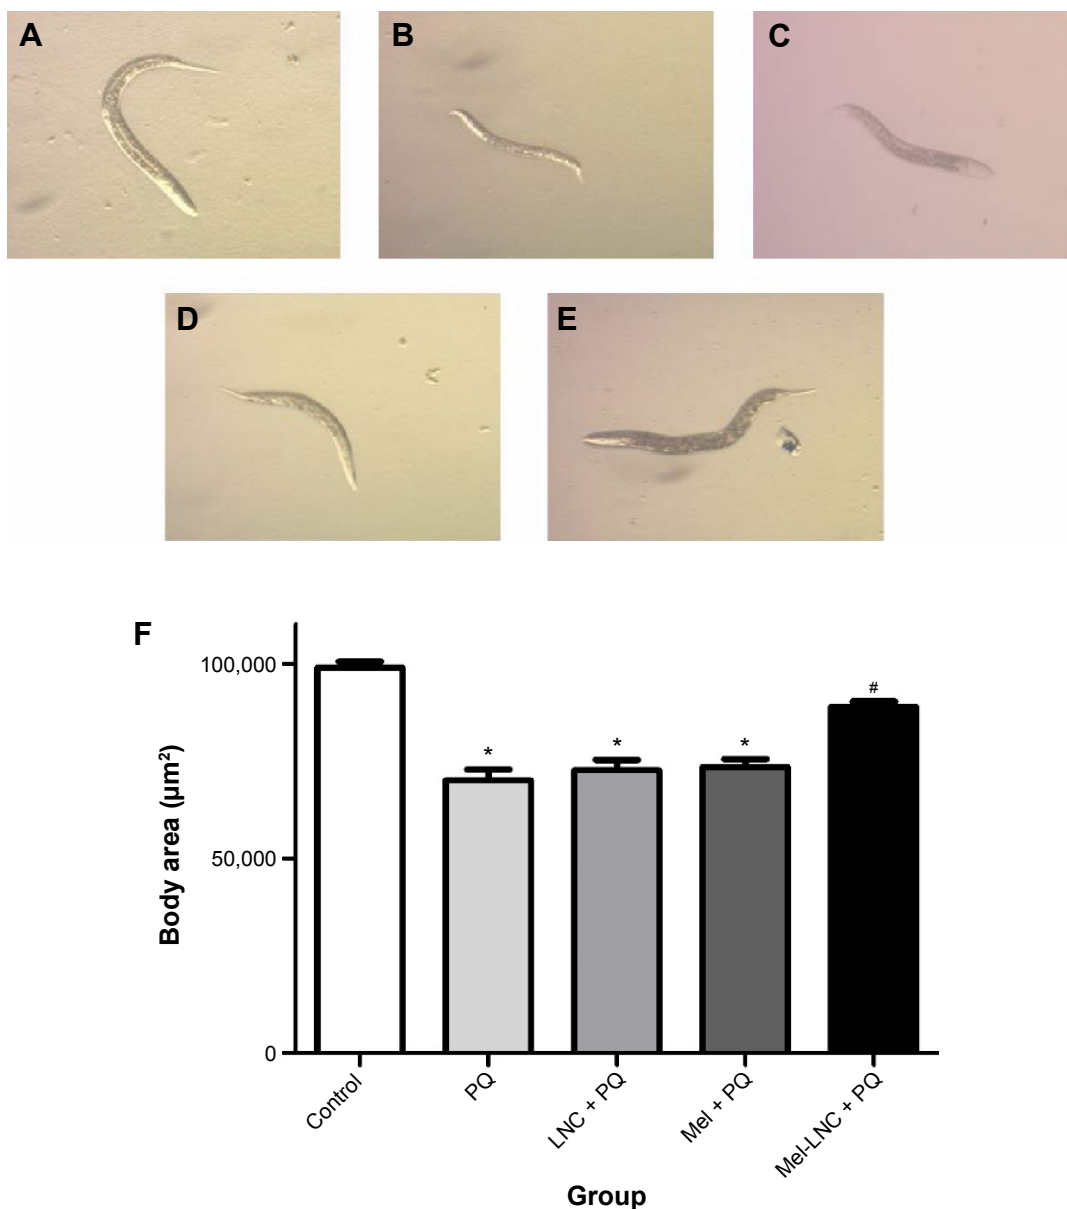 A
B
C
D
E
F
100,000
50,000
0
Body area (µm²)
*
*
*
#
Control
PQ
LNC + PQ
Mel + PQ
Mel-LNC + PQ
Group